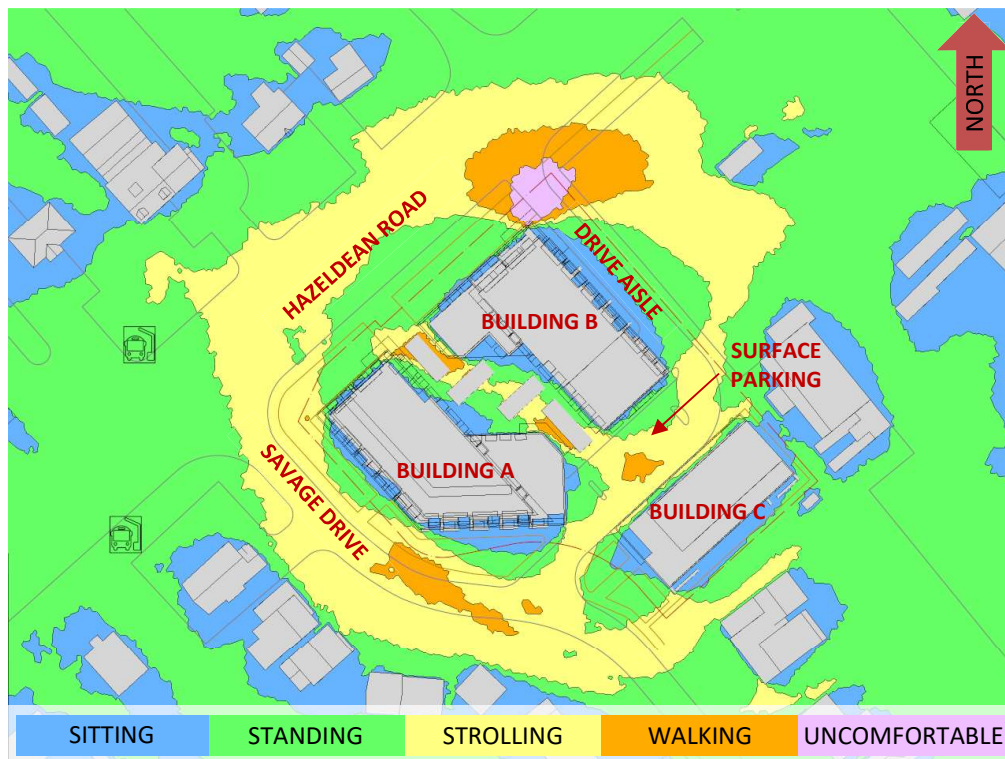 NORTH
HAZELDEAN ROAD
DRIVE AISLE
BUILDING B
SURFACE
PARKING
BUILDING A
SAVAGE DRIVE
BUILDING C
SITTING
STANDING
STROLLING
WALKING
UNCOMFORTABLE